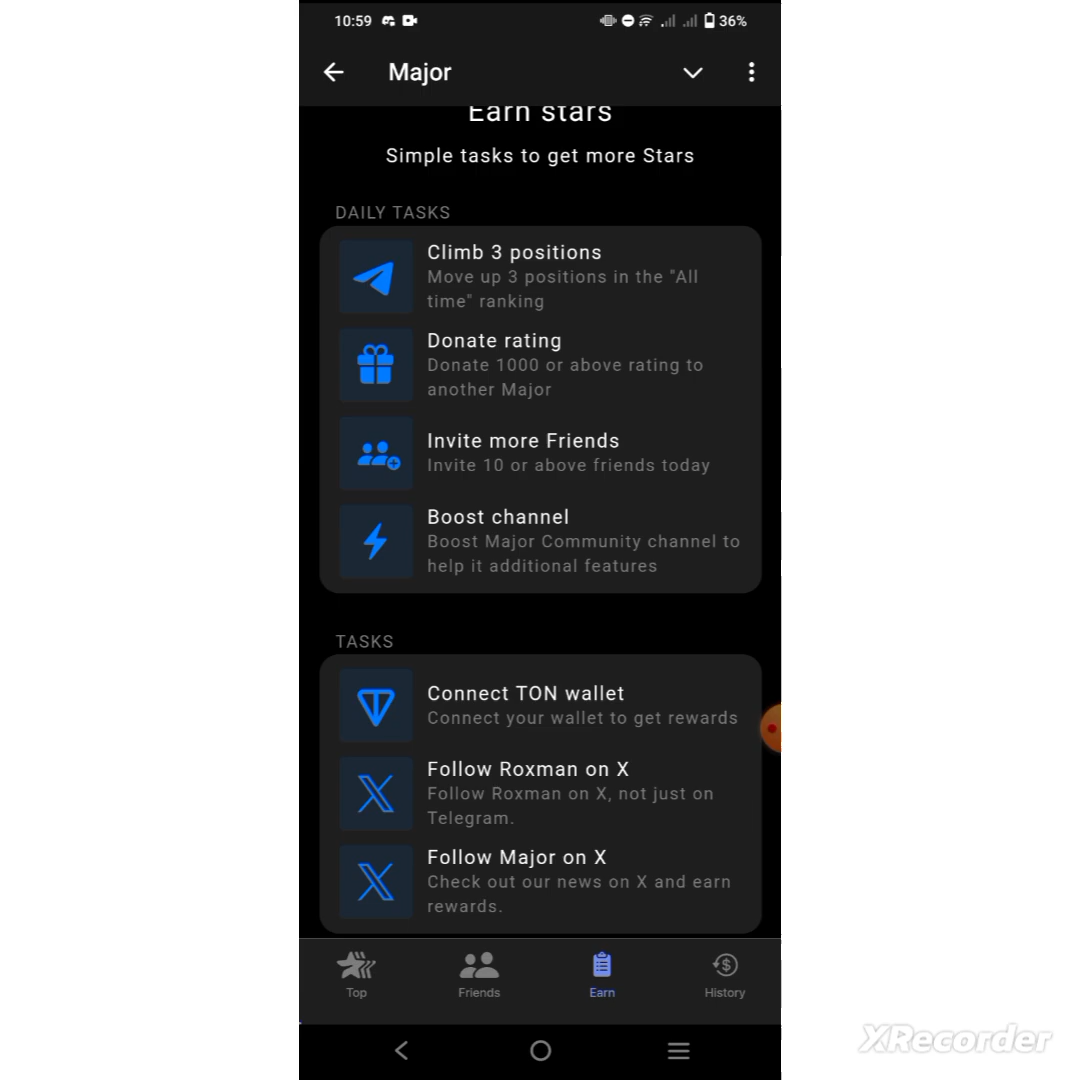 10:59
36%
Major
Earn stars
Simple tasks to get more Stars
DAILY TASKS
Climb 3 positions
Move up 3 positions in the "All
time" ranking
Donate rating
Donate 1000 or above rating to
another Major
Invite more Friends
Invite 10 or above friends today
Boost channel
Boost Major Community channel to
help it additional features
TASKS
Connect TON wallet
Connect your wallet to get rewards
Follow Roxman on X
Follow Roxman on X, not just on
Telegram.
Follow Major on X
Check out our news on X and earn
rewards.
Top
Friends
Earn
History
XRecorder